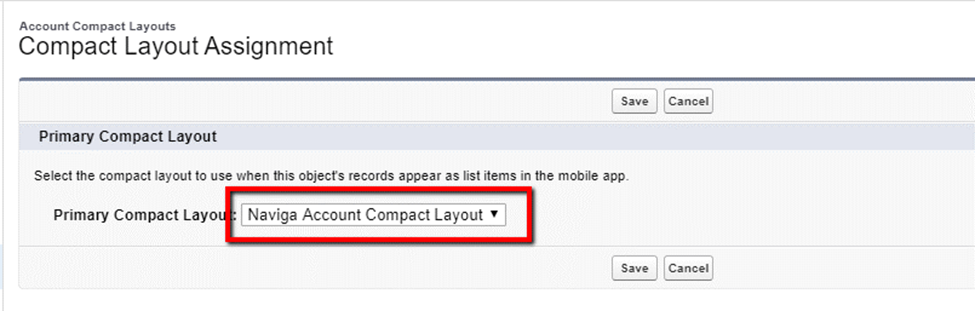 Account Compact Layouts
Compact Layout Assignment
Save Cancel
Primary Compact Layout
Select the compact layout to use when this object's records appear as list items in the mobile app.
Primary Compact Layout: Naviga Account Compact Layout
Save Cancel